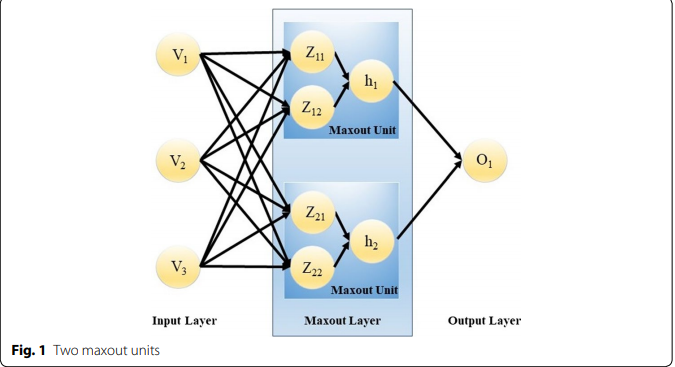 V1
Z11
h1
Z12
Maxout Unit
V2
O1
Z21
h2
V3
Z22
Maxout Unit
Input Layer Maxout Layer Output Layer
Fig. 1 Two maxout units